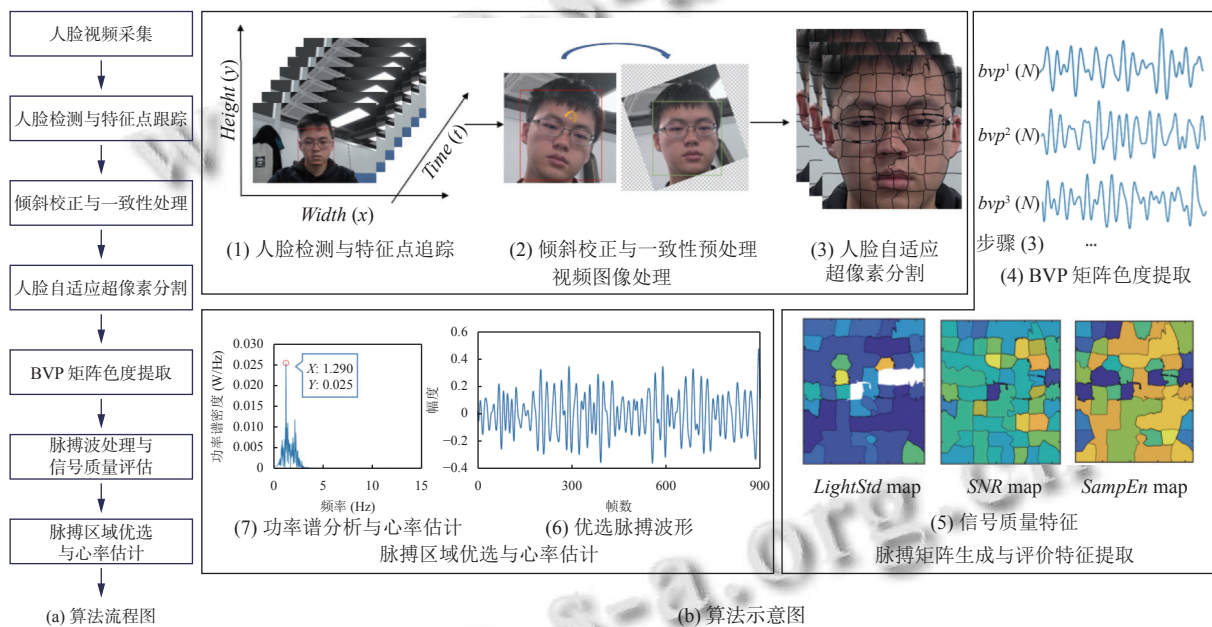 人脸视频采集
人脸检测与特征点跟踪
倾斜校正与一致性处理
人脸自适应超像素分割
BVP 矩阵色度提取
脉搏波处理与
信号质量评估
脉搏区域优选
与心率估计
(a) 算法流程图
Height (y)
Width (x)
Time (t)
(1) 人脸检测与特征点追踪
(2) 倾斜校正与一致性预处理
视频图像处理
(3) 人脸自适应
超像素分割
bvp¹ (N)
bvp² (N)
bvp³ (N)
步骤 (3) ...
(4) BVP 矩阵色度提取
功率谱密度 (W/Hz)
0.030
0.025
0.020
0.015
0.010
0.005
0
X: 1.290
Y: 0.025
0 5 10 15
频率 (Hz)
(7) 功率谱分析与心率估计
幅度
0.6
0.4
0.2
0
−0.2
−0.4
0 300 600 900
帧数
(6) 优选脉搏波形
脉搏区域优选与心率估计
LightStd map
SNR map
SampEn map
(5) 信号质量特征
脉搏矩阵生成与评价特征提取
(b) 算法示意图